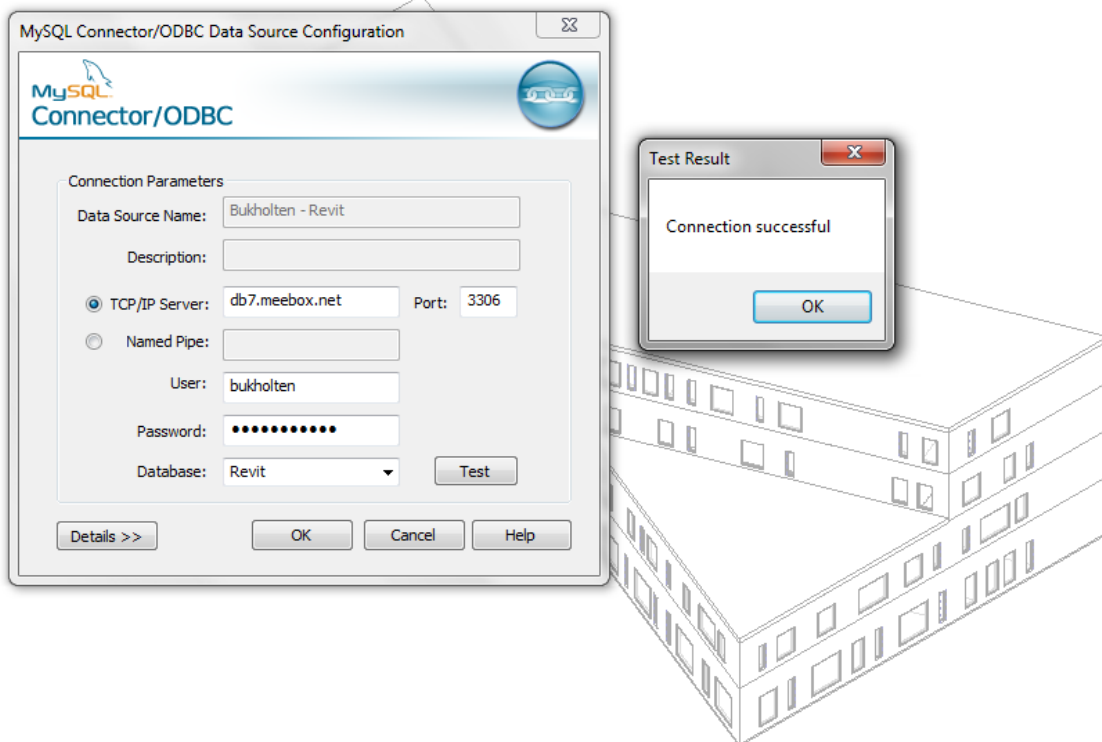 MySQL Connector/ODBC Data Source Configuration
MySQL
Connector/ODBC
Connection Parameters
Data Source Name: Bukholten - Revit
Description:
TCP/IP Server: db7.meebox.net Port: 3306
Named Pipe:
User: bukholten
Password: •••••••••••
Database: Revit Test
Details >> OK Cancel Help
Test Result
Connection successful
OK